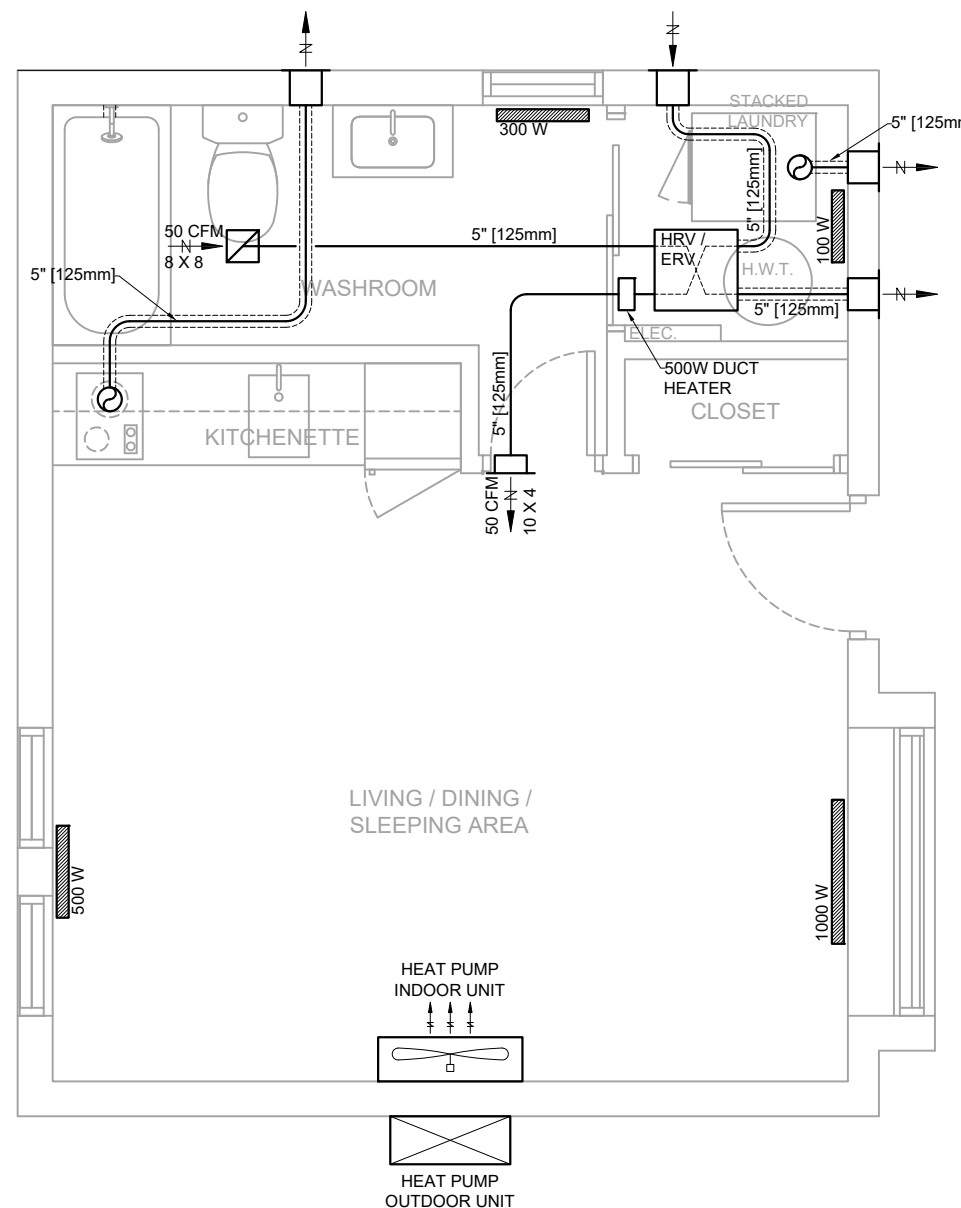 STACKED
LAUNDRY
5" [125mm
300 W
5" [125mm]
100 W
50 CFM
8 X 8
5" [125mm]
HRV /
ERV
H.W.T.
5" [125mm]
WASHROOM
5" [125mm]
ELEC.
500W DUCT
HEATER
5" [125mm]
CLOSET
KITCHENETTE
50 CFM
10 X 4
LIVING / DINING /
SLEEPING AREA
500 W
1000 W
HEAT PUMP
INDOOR UNIT
HEAT PUMP
OUTDOOR UNIT